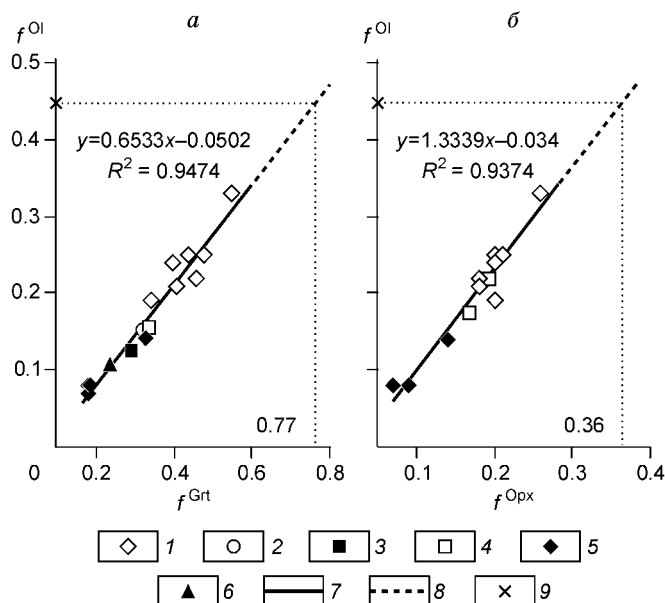 f^Ol a f^Ol б
0.5
0.4
y=0.6533x–0.0502 y=1.3339x–0.034
R² = 0.9474 R² = 0.9374
0.3
0.2
0.1
0.77 0.36
0 0.2 0.4 0.6 0.8 0.1 0.2 0.3 0.4
f^Grt f^Opx
1 2 3 4 5
6 7 8 9